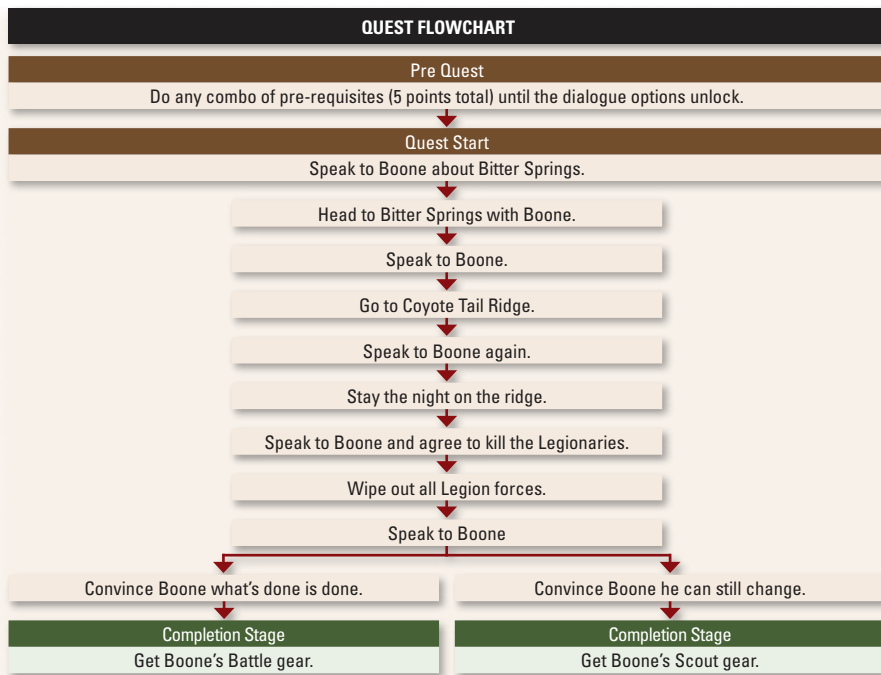 QUEST FLOWCHART
Pre Quest
Do any combo of pre-requisites (5 points total) until the dialogue options unlock.
Quest Start
Speak to Boone about Bitter Springs.
Head to Bitter Springs with Boone.
Speak to Boone.
Go to Coyote Tail Ridge.
Speak to Boone again.
Stay the night on the ridge.
Speak to Boone and agree to kill the Legionaries.
Wipe out all Legion forces.
Speak to Boone
Convince Boone what's done is done.
Convince Boone he can still change.
Completion Stage
Get Boone's Battle gear.
Completion Stage
Get Boone's Scout gear.